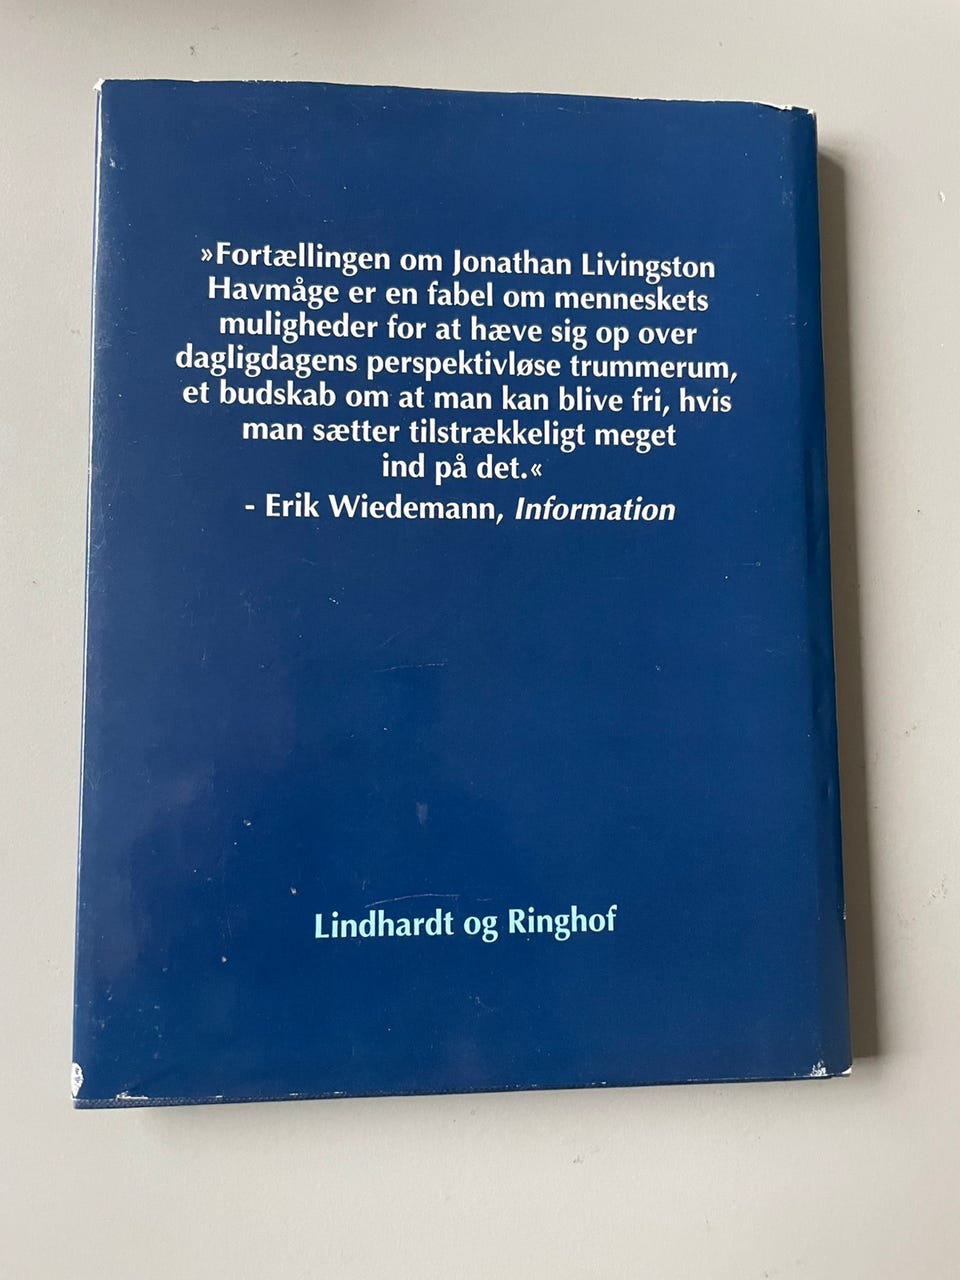 »Fortællingen om Jonathan Livingston
Havmåge er en fabel om menneskets
muligheder for at hæve sig op over
dagligdagens perspektivløse trummerum,
et budskab om at man kan blive fri, hvis
man sætter tilstrækkeligt meget
ind på det.«
- Erik Wiedemann, Information
Lindhardt og Ringhof